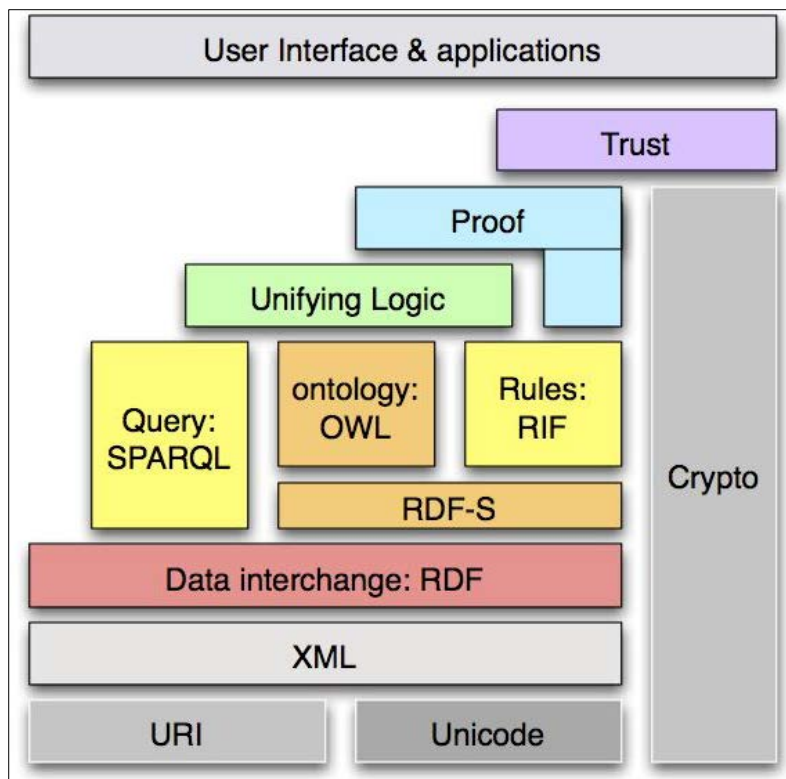 User Interface & applications
Trust
Proof
Unifying Logic
Query:
SPARQL
ontology:
OWL
Rules:
RIF
Crypto
RDF-S
Data interchange: RDF
XML
URI
Unicode